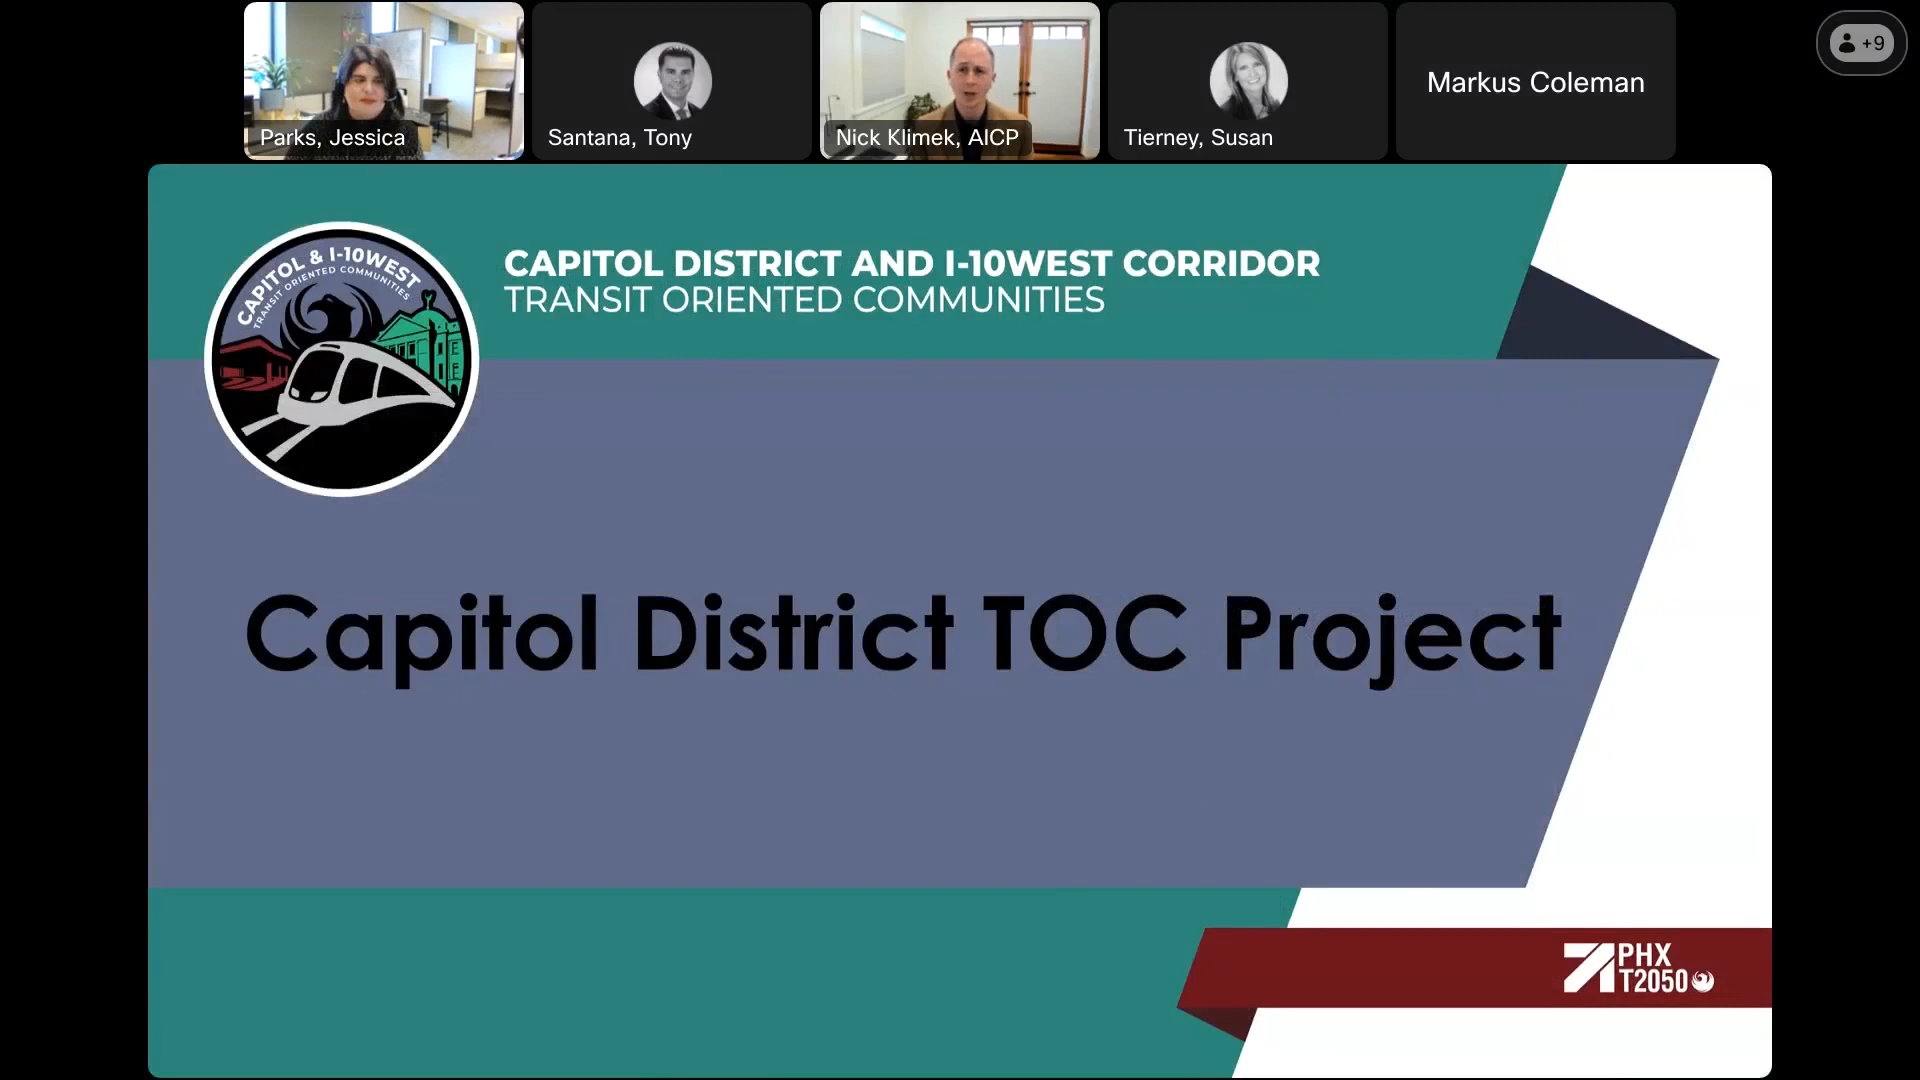 Parks, Jessica
Santana, Tony
Nick Klimek, AICP
Tierney, Susan
Markus Coleman
+9
CAPITOL & I-10WEST
TRANSIT ORIENTED COMMUNITIES
CAPITOL DISTRICT AND I-10WEST CORRIDOR
TRANSIT ORIENTED COMMUNITIES
Capitol District TOC Project
PHX
T2050